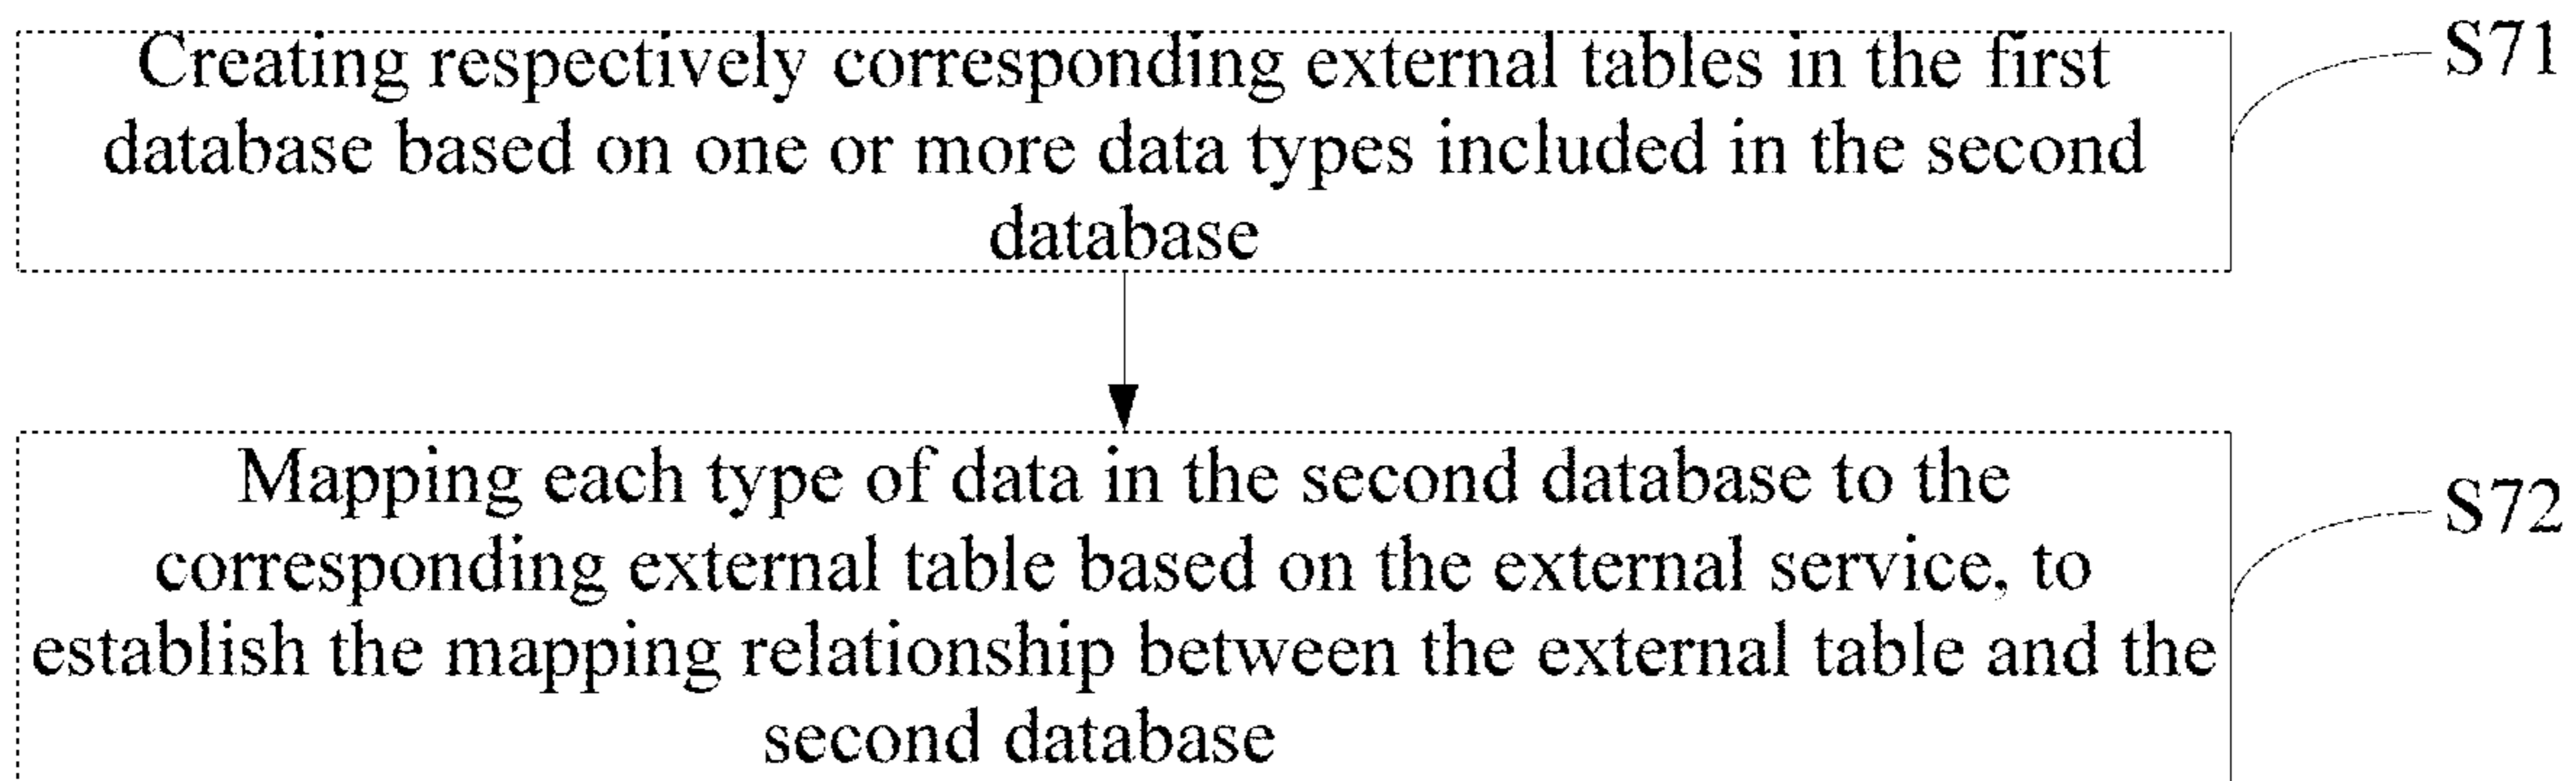 Creating respectively corresponding external tables in the first
S71
database based on one or more data types included in the second
database
Mapping each type of data in the second database to the
S72
corresponding external table based on the external service, to
establish the mapping relationship between the external table and the
second database